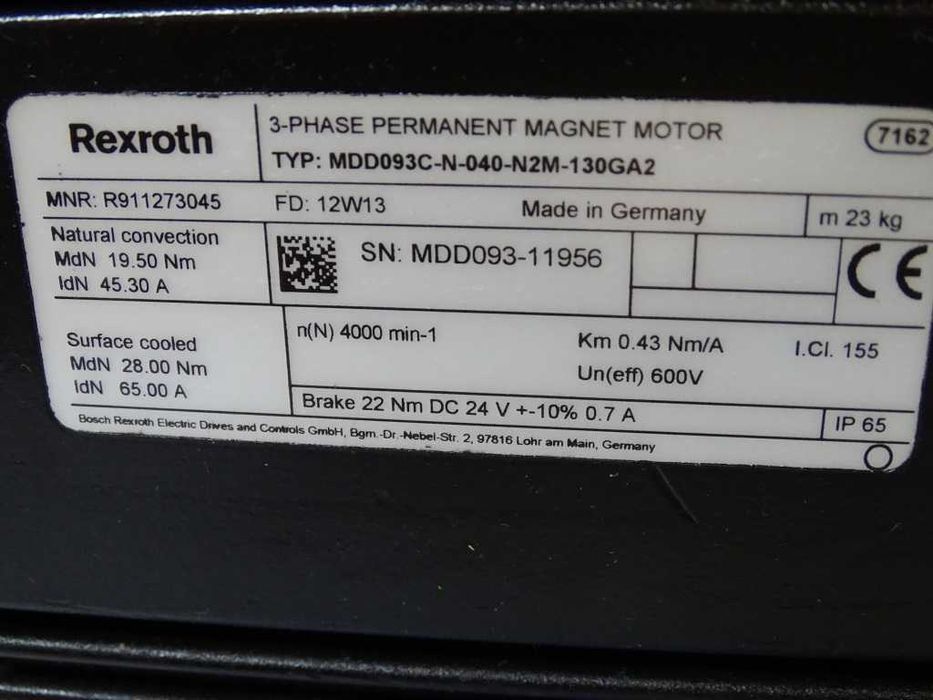 Rexroth
3-PHASE PERMANENT MAGNET MOTOR
7162
TYP: MDD093C-N-040-N2M-130GA2
MNR: R911273045
FD: 12W13
Made in Germany
m 23 kg
Natural convection
MdN 19.50 Nm
IdN 45.30 A
SN: MDD093-11956
CE
Surface cooled
MdN 28.00 Nm
IdN 65.00 A
n(N) 4000 min-1
Km 0.43 Nm/A
I.Cl. 155
Un(eff) 600V
Brake 22 Nm DC 24 V +-10% 0.7 A
IP 65
Bosch Rexroth Electric Drives and Controls GmbH, Bgm.-Dr.-Nebel-Str. 2, 97816 Lohr am Main, Germany